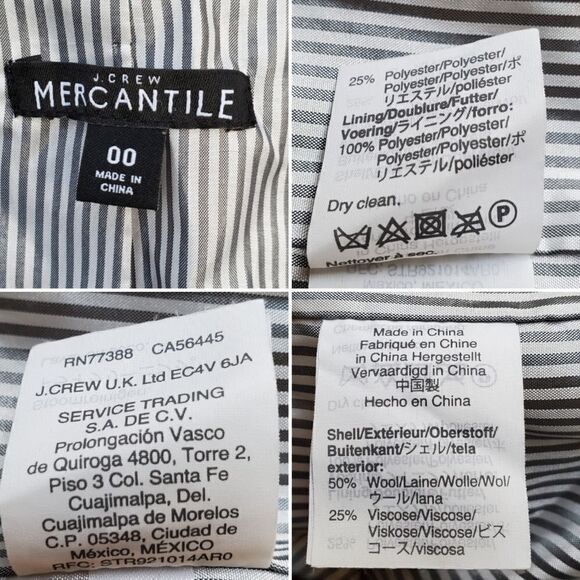 J.CREW
MERCANTILE
00
MADE IN
CHINA
25% Polyester/Polyester/
Polyester/Polyester/ポ
リエステル/poliéster
Lining/Doublure/Futter/
Voering/ライニング/forro:
100% Polyester/Polyester/
Polyester/Polyester/ポ
リエステル/poliéster
Dry clean.
P
Nettoyer à sec.
RN77388 CA56445
J.CREW U.K. Ltd EC4V 6JA
SERVICE TRADING
S.A. DE C.V.
Prolongación Vasco
de Quiroga 4800, Torre 2,
Piso 3 Col. Santa Fe
Cuajimalpa, Del.
Cuajimalpa de Morelos
C.P. 05348, Ciudad de
México, MÉXICO
RFC: STR921014AR0
Made in China
Fabriqué en Chine
in China Hergestellt
Vervaardigd in China
中国製
Hecho en China
Shell/Extérieur/Oberstoff/
Buitenkant/シェル/tela
exterior:
50% Wool/Laine/Wolle/Wol/
ウール/lana
25% Viscose/Viscose/
Viskose/Viscose/ビス
コース/viscosa